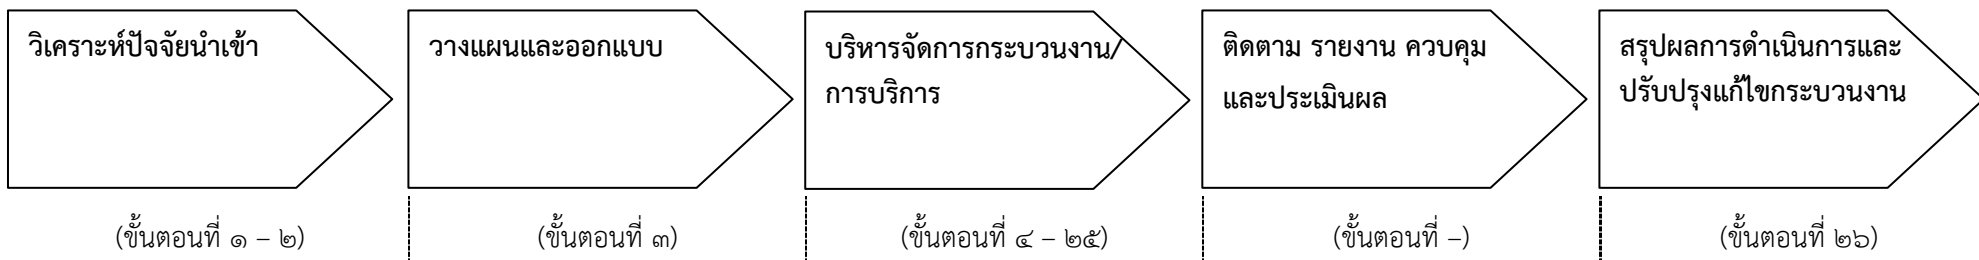 วิเคราะห์ปัจจัยนำเข้า
วางแผนและออกแบบ
บริหารจัดการกระบวนงาน/
การบริการ
ติดตาม รายงาน ควบคุม
และประเมินผล
สรุปผลการดำเนินการและ
ปรับปรุงแก้ไขกระบวนงาน
(ขั้นตอนที่ ๑ – ๒)
(ขั้นตอนที่ ๓)
(ขั้นตอนที่ ๔ – ๒๕)
(ขั้นตอนที่ –)
(ขั้นตอนที่ ๒๖)